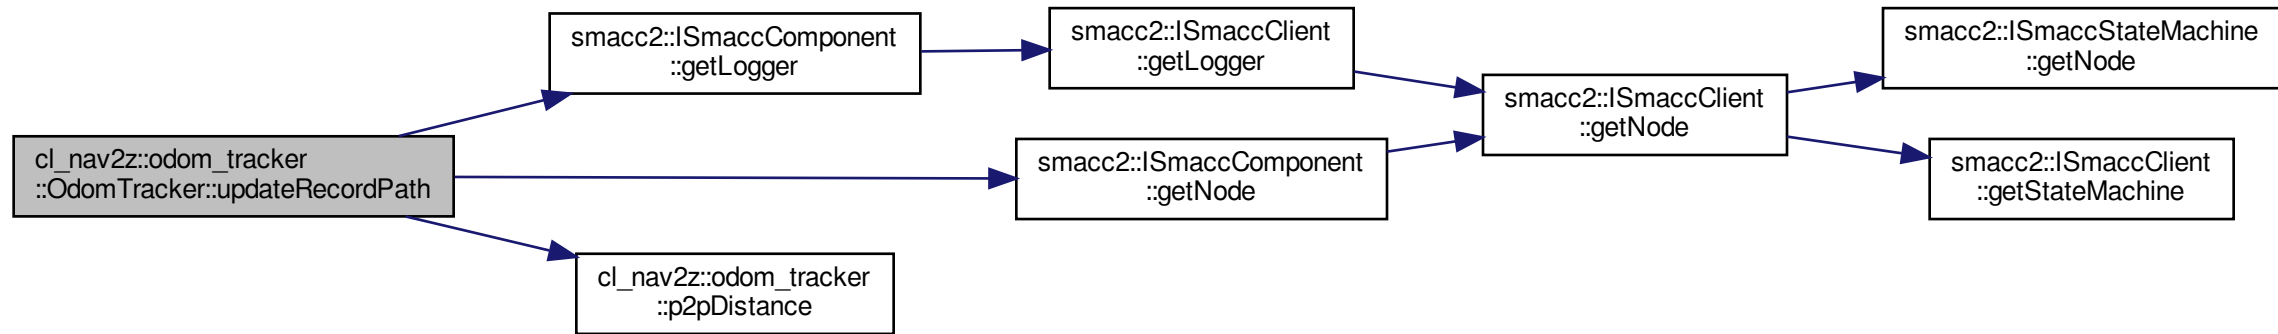 cl_nav2z::odom_tracker
::OdomTracker::updateRecordPath
smacc2::ISmaccComponent
::getLogger
smacc2::ISmaccClient
::getLogger
smacc2::ISmaccClient
::getNode
smacc2::ISmaccStateMachine
::getNode
smacc2::ISmaccClient
::getStateMachine
smacc2::ISmaccComponent
::getNode
cl_nav2z::odom_tracker
::p2pDistance